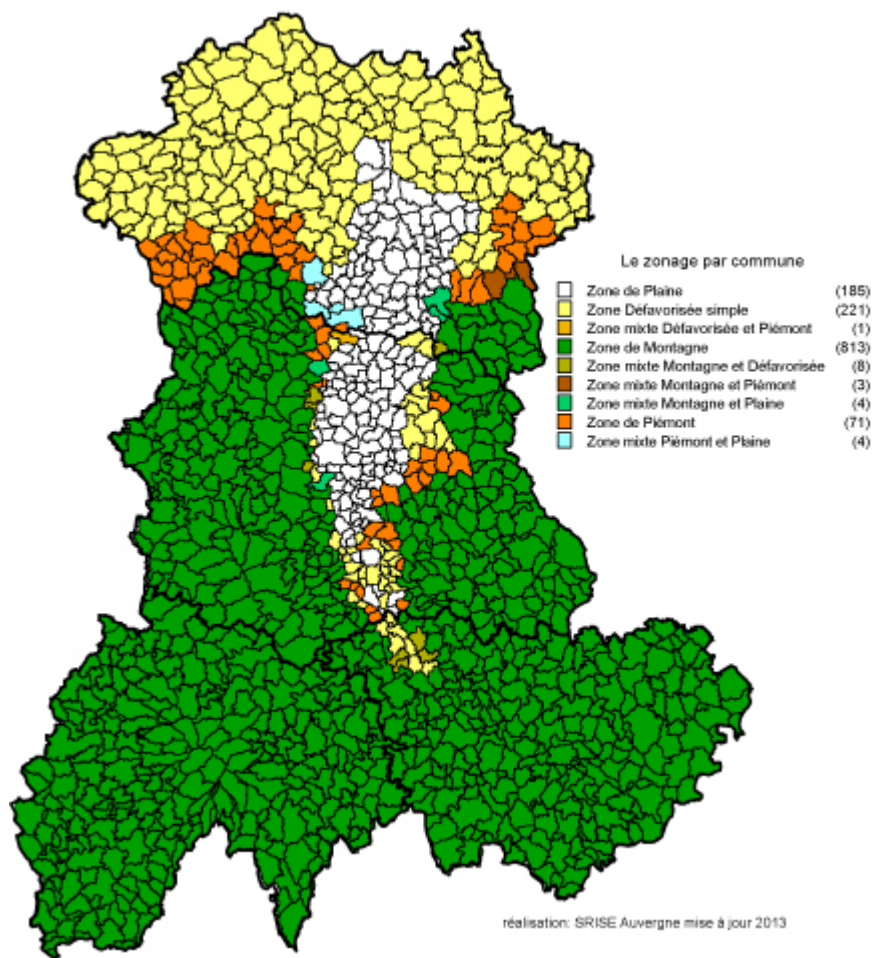 Le zonage par commune
Zone de Plaine (185)
Zone Défavorisée simple (221)
Zone mixte Défavorisée et Piémont (1)
Zone de Montagne (813)
Zone mixte Montagne et Défavorisée (8)
Zone mixte Montagne et Piémont (3)
Zone mixte Montagne et Plaine (4)
Zone de Piémont (71)
Zone mixte Piémont et Plaine (4)
réalisation: SRISE Auvergne mise à jour 2013